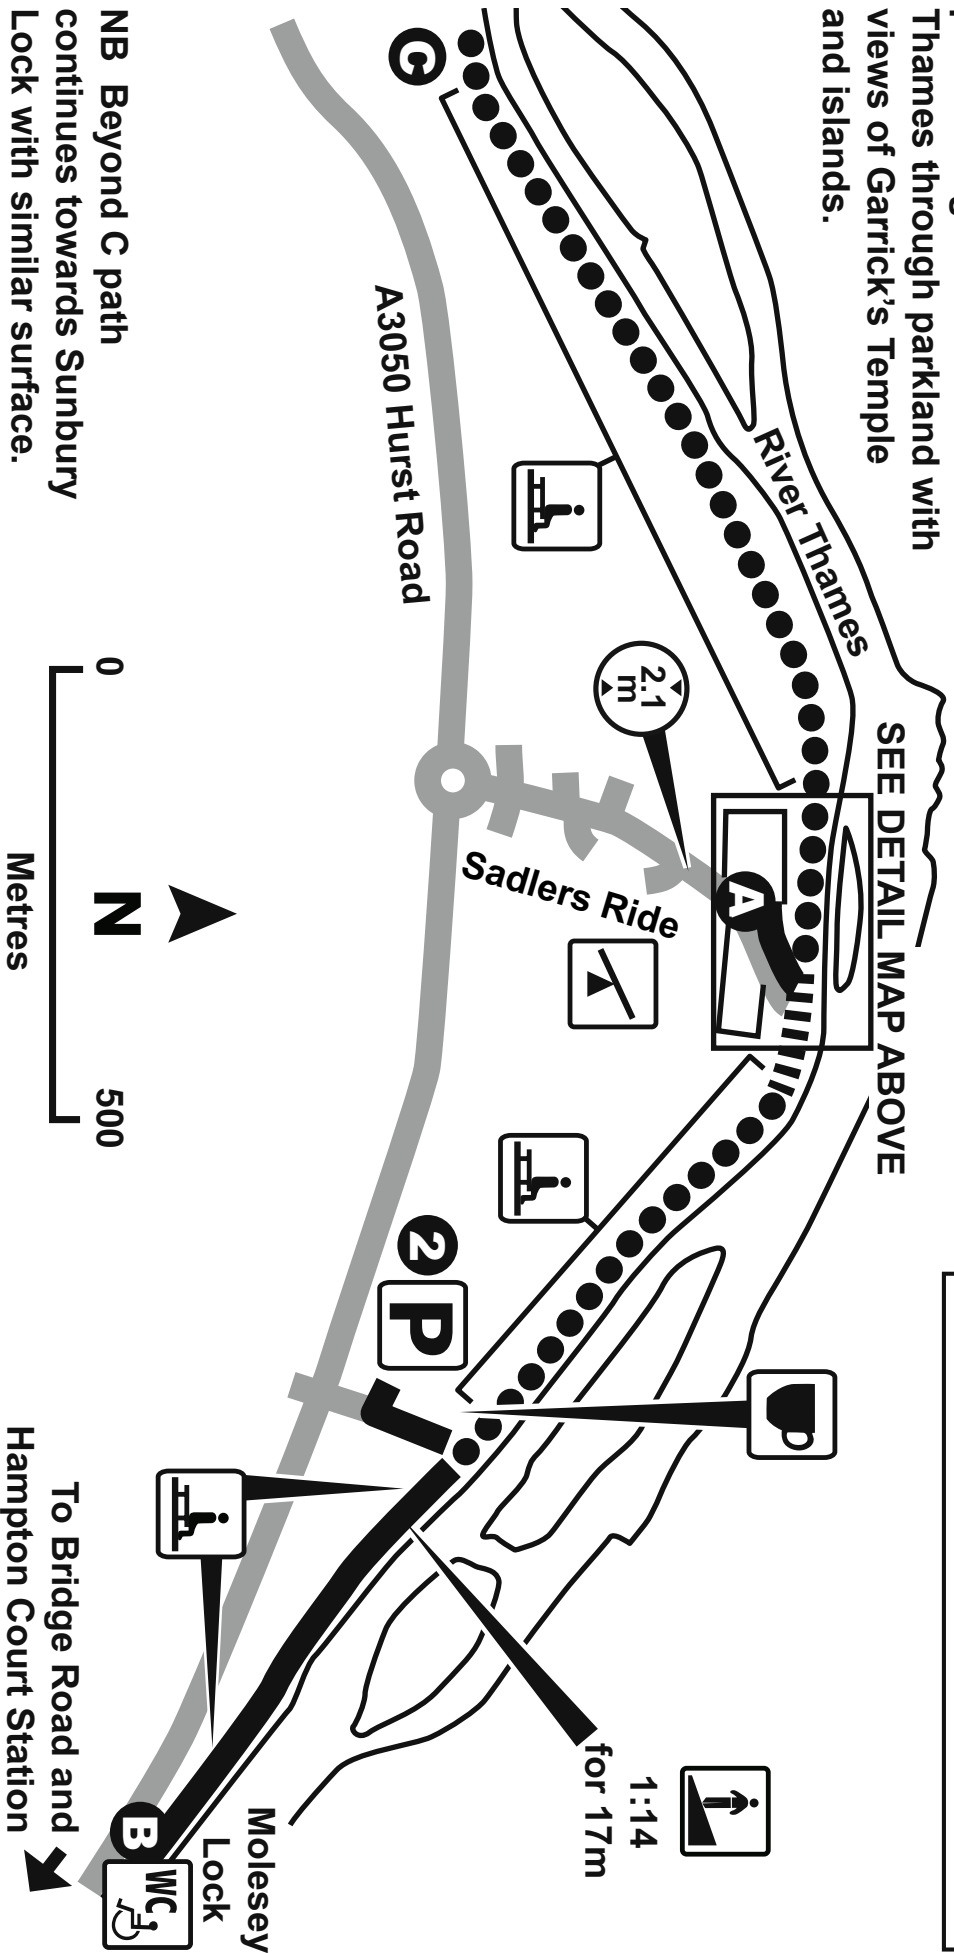 Thames through parkland with
views of Garrick's Temple
and islands.
River Thames
SEE DETAIL MAP ABOVE
C
A
2.1
m
A3050 Hurst Road
Sadlers Ride
2
P
1:14
for 17m
Molesey
Lock
B
WC
NB Beyond C path
continues towards Sunbury
Lock with similar surface.
0
500
N
Metres
To Bridge Road and
Hampton Court Station